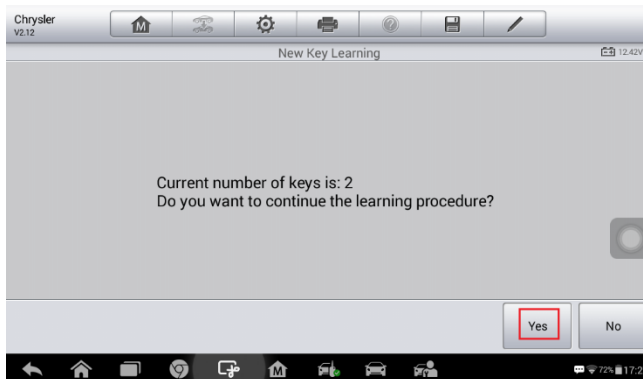 Chrysler
V2.12
M
New Key Learning
12.42V
Current number of keys is: 2
Do you want to continue the learning procedure?
Yes
No
M
72%